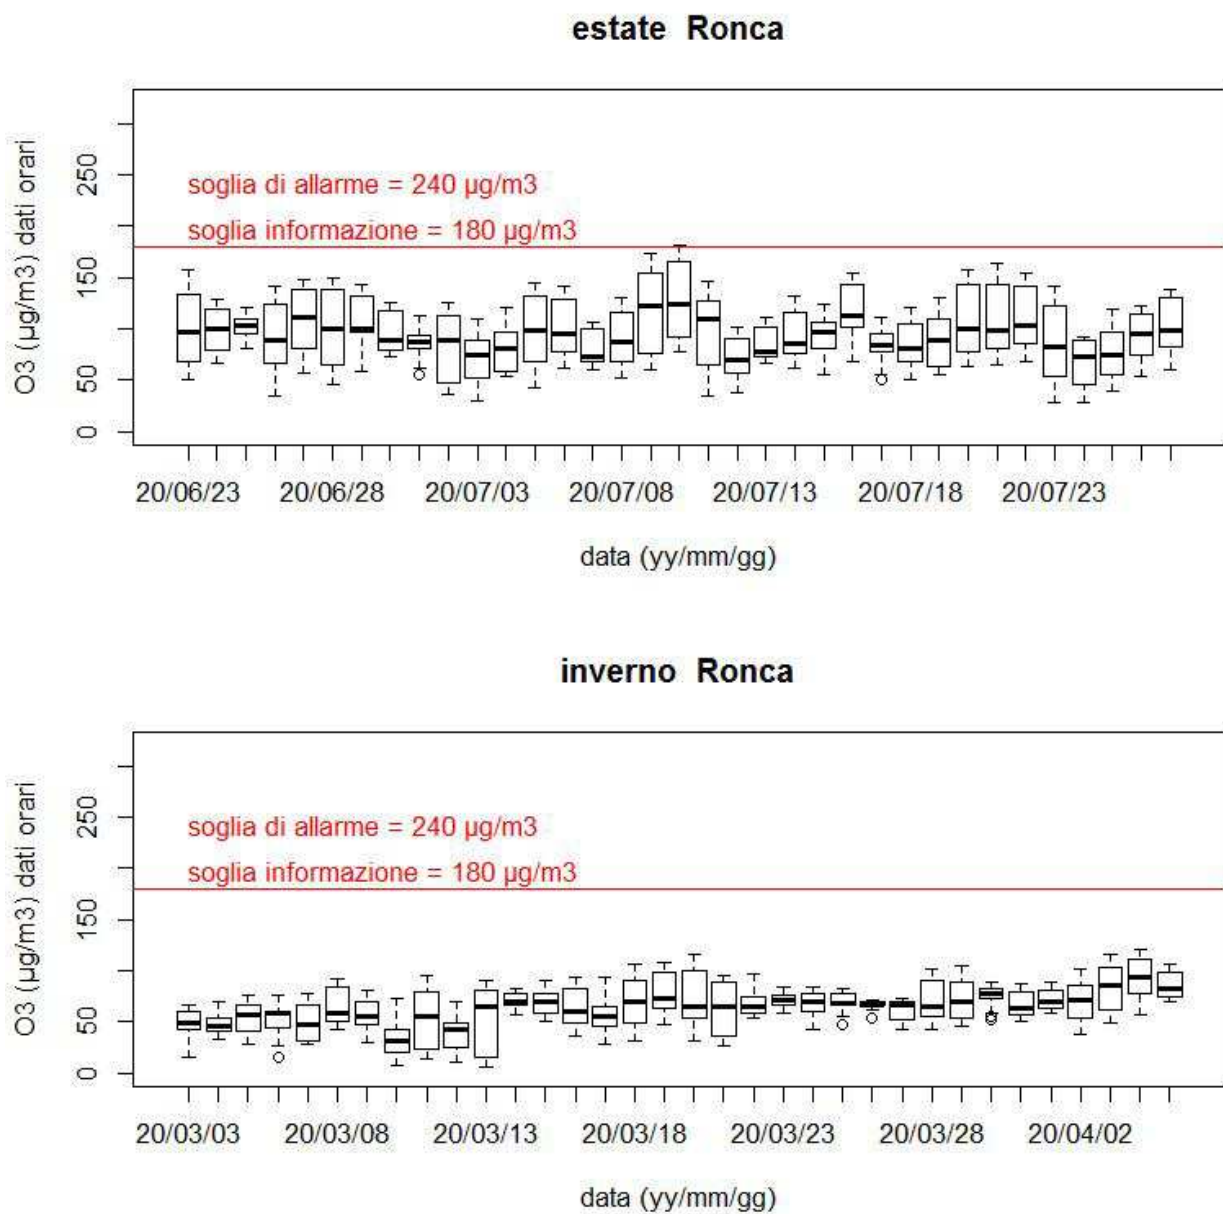 estate Ronca
O3 (µg/m3) dati orari
250
150
50
0
soglia di allarme = 240 µg/m3
soglia informazione = 180 µg/m3
20/06/23 20/06/28 20/07/03 20/07/08 20/07/13 20/07/18 20/07/23
data (yy/mm/gg)
inverno Ronca
O3 (µg/m3) dati orari
250
150
50
0
soglia di allarme = 240 µg/m3
soglia informazione = 180 µg/m3
20/03/03 20/03/08 20/03/13 20/03/18 20/03/23 20/03/28 20/04/02
data (yy/mm/gg)